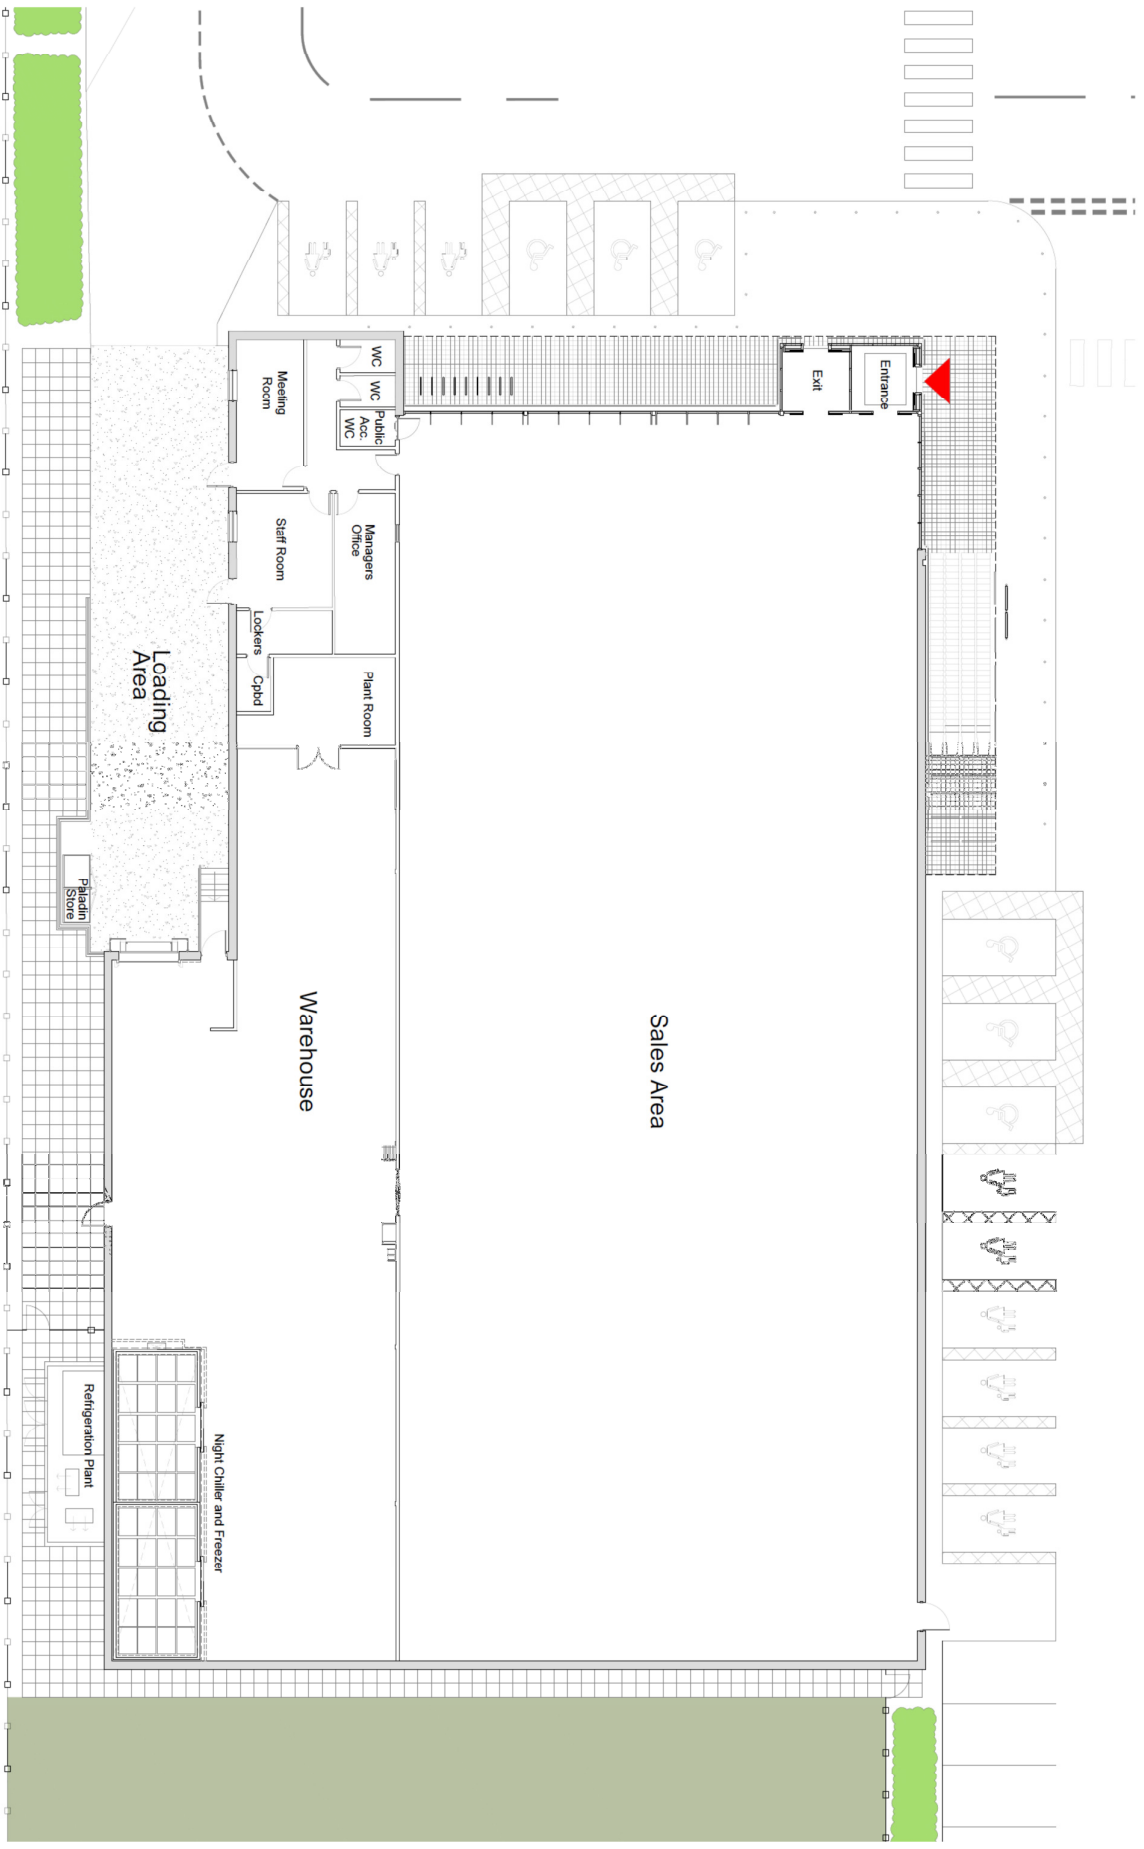 WC
WC
Public
Acc.
WC
Meeting
Room
Exit
Entrance
Managers
Office
Staff Room
Lockers
Cpbd
Plant Room
Loading
Area
Paladin
Store
Warehouse
Sales Area
Refrigeration Plant
Night Chiller and Freezer